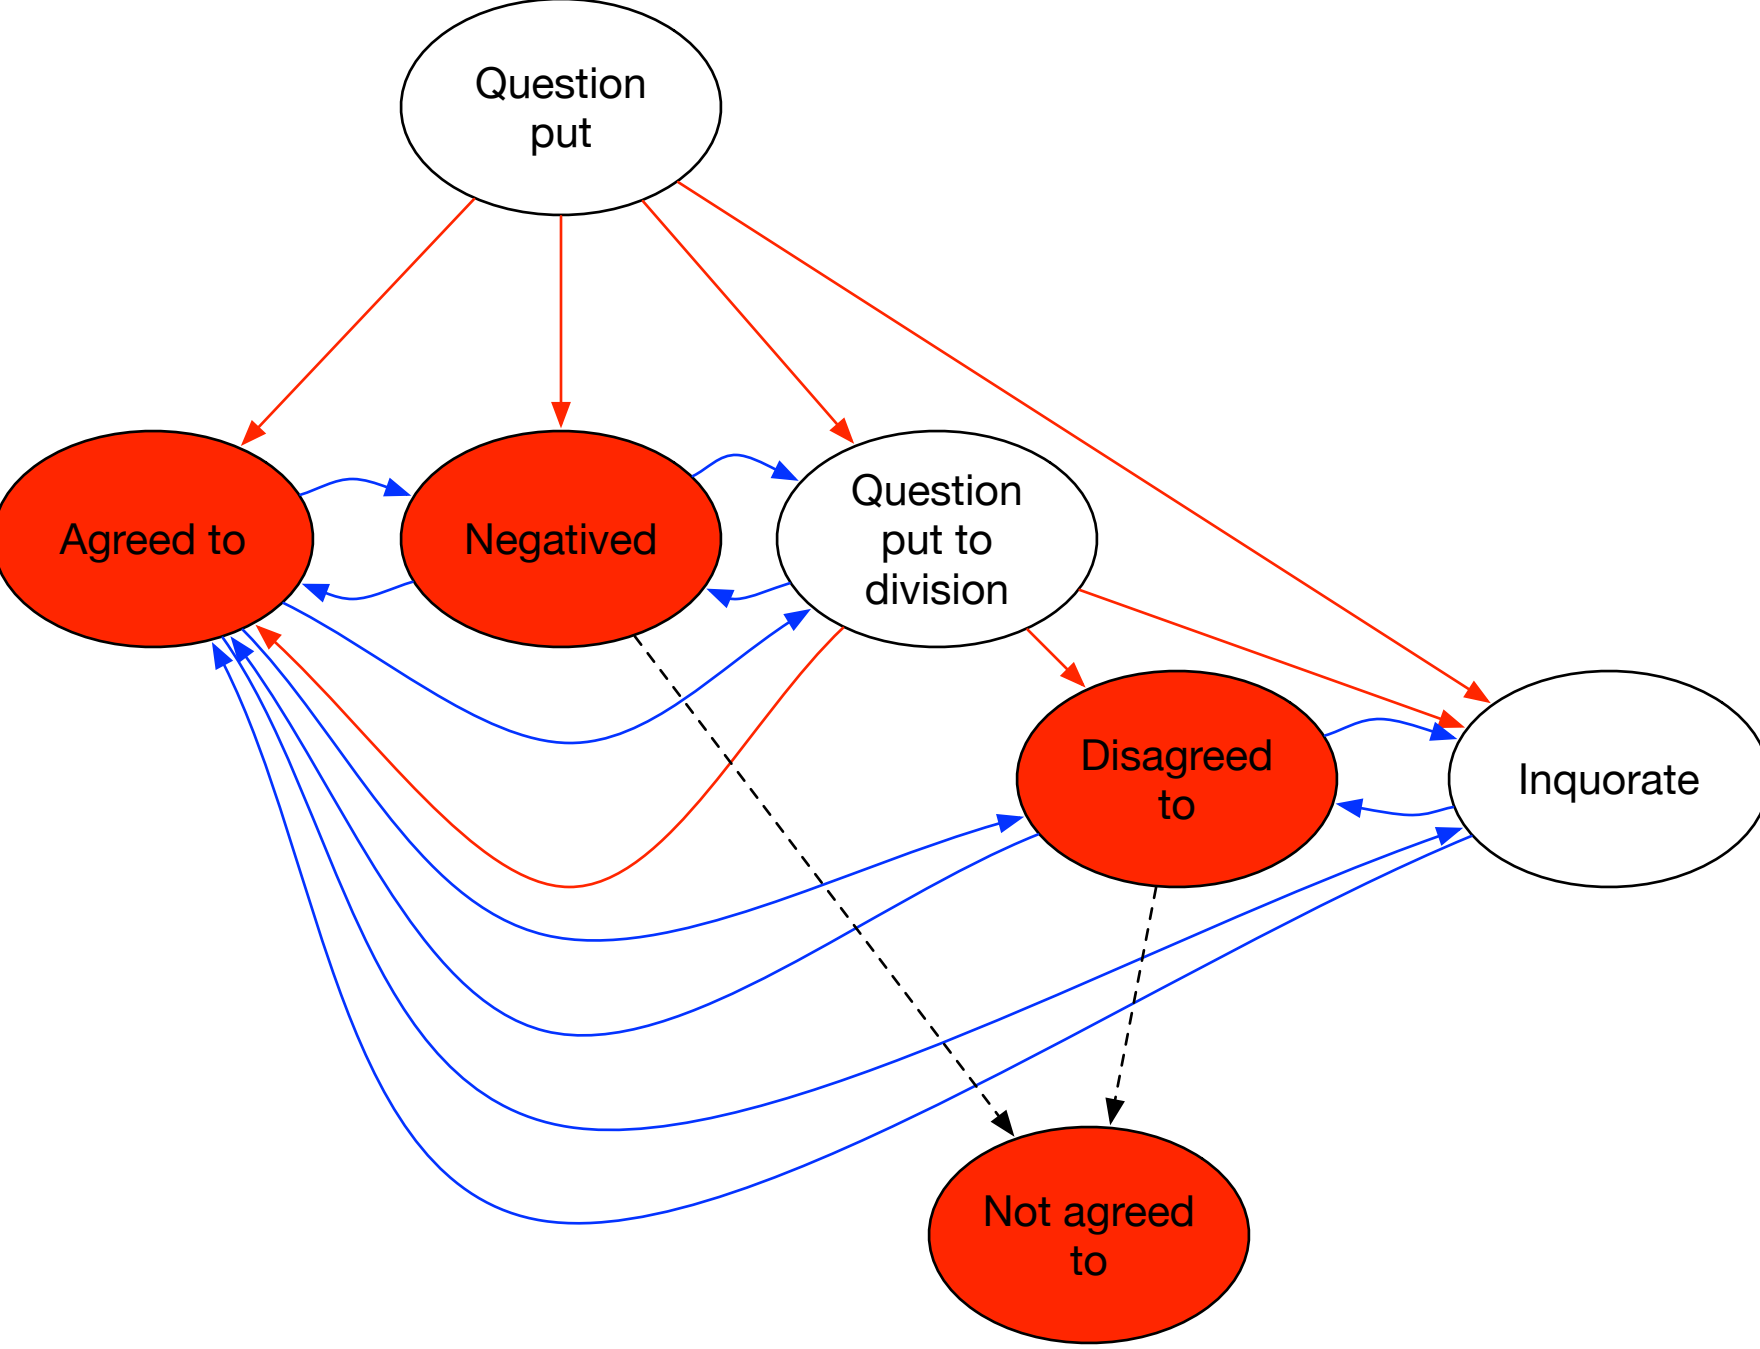 Question
put
Agreed to
Negatived
Question
put to
division
Disagreed
to
Inquorate
Not agreed
to